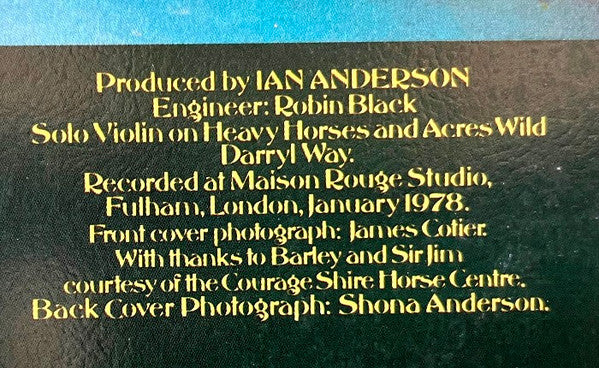 Produced by IAN ANDERSON
Engineer: Robin Black
Solo Violin on Heavy Horses and Acres Wild
Darryl Way.
Recorded at Maison Rouge Studio,
Fulham, London, January 1978.
Front cover photograph: James Cotier.
With thanks to Barley and Sir Jim
courtesy of the Courage Shire Horse Centre.
Back Cover Photograph: Shona Anderson.